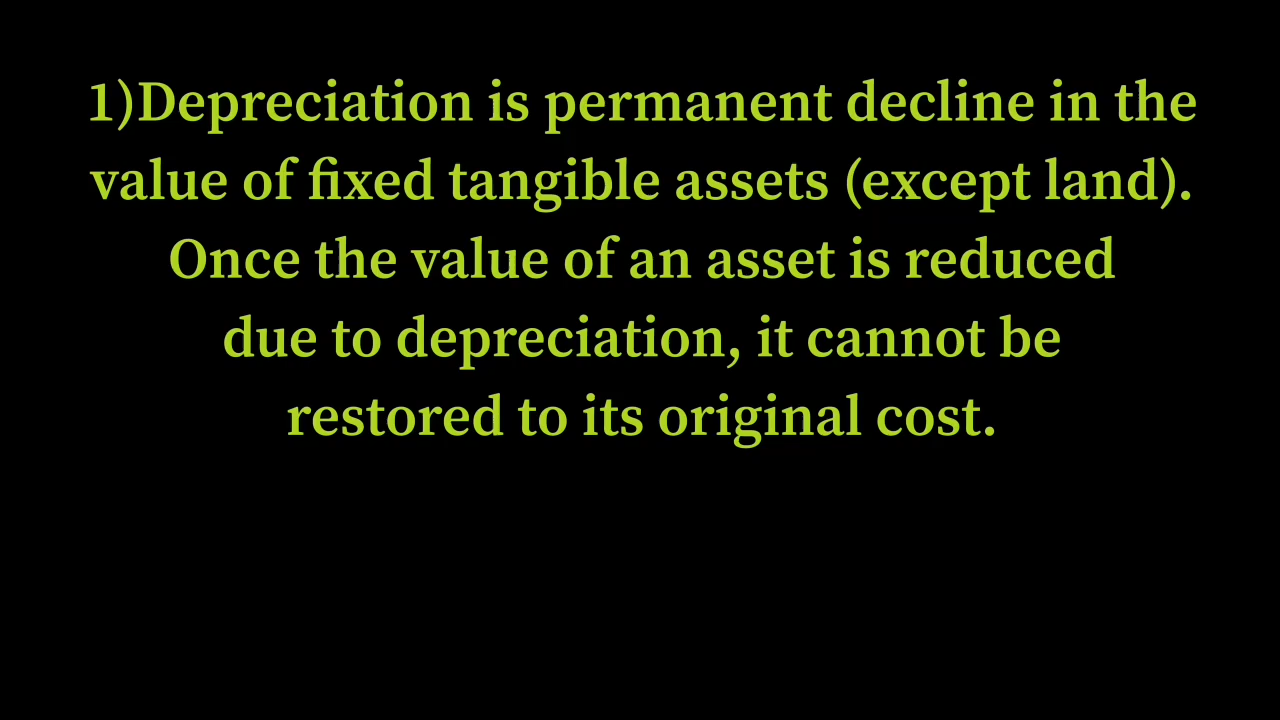 1)Depreciation is permanent decline in the
value of fixed tangible assets (except land).
Once the value of an asset is reduced
due to depreciation, it cannot be
restored to its original cost.